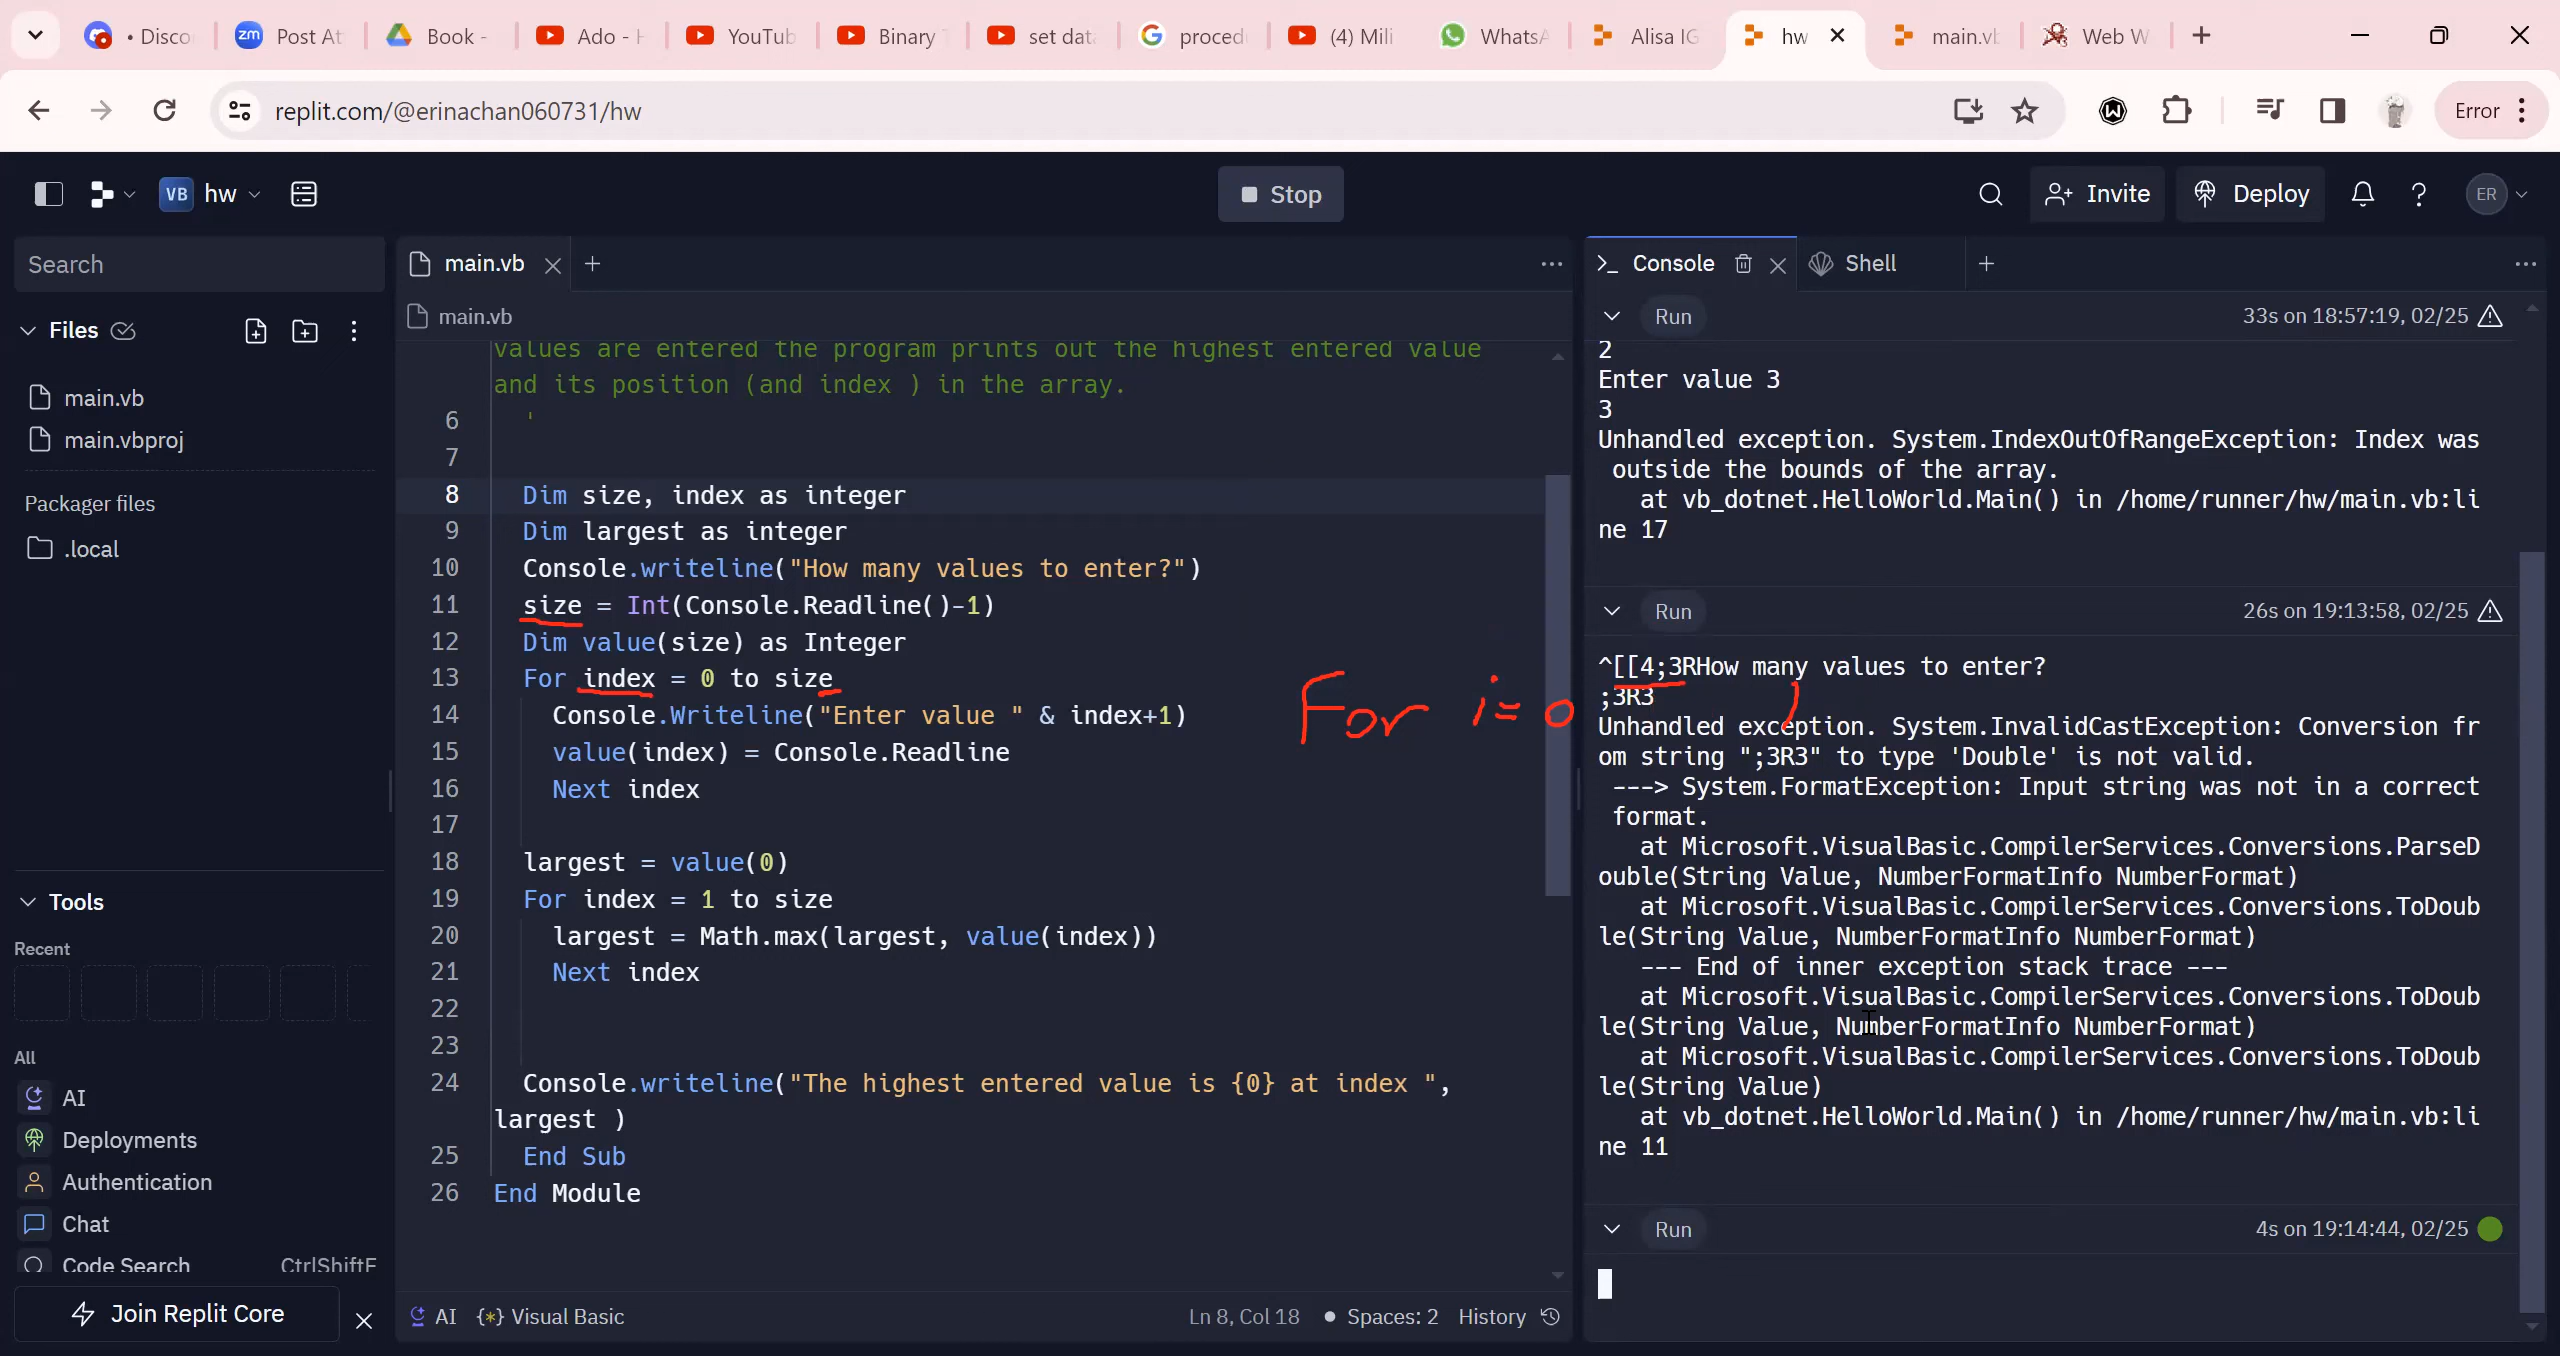 Disco
zm Post At
Book -
Ado - H
YouTub
Binary T
set data
proced
(4) Mili
WhatsA
Alisa IG
hw
main.vb
Web W
replit.com/@erinachan060731/hw
Error
VB hw
Stop
Invite
Deploy
ER
Search
Files
main.vb
main.vbproj
Packager files
.local
Tools
Recent
All
AI
Deployments
Authentication
Chat
Code Search CtrlShiftF
Join Replit Core
main.vb
main.vb
values are entered the program prints out the highest entered value
and its position (and index ) in the array.
6 '
7
8 Dim size, index as integer
9 Dim largest as integer
10 Console.writeline("How many values to enter?")
11 size = Int(Console.Readline()-1)
12 Dim value(size) as Integer
13 For index = 0 to size
14 Console.Writeline("Enter value " & index+1)
15 value(index) = Console.Readline
16 Next index
17
18 largest = value(0)
19 For index = 1 to size
20 largest = Math.max(largest, value(index))
21 Next index
22
23
24 Console.writeline("The highest entered value is {0} at index ",
largest )
25 End Sub
26 End Module
For i= 0
AI {*} Visual Basic
Ln 8, Col 18 • Spaces: 2 History
Console
Shell
Run 33s on 18:57:19, 02/25
2
Enter value 3
3
Unhandled exception. System.IndexOutOfRangeException: Index was
outside the bounds of the array.
at vb_dotnet.HelloWorld.Main() in /home/runner/hw/main.vb:li
ne 17
Run 26s on 19:13:58, 02/25
^[[4;3RHow many values to enter?
;3R3
Unhandled exception. System.InvalidCastException: Conversion fr
om string ";3R3" to type 'Double' is not valid.
---> System.FormatException: Input string was not in a correct
format.
at Microsoft.VisualBasic.CompilerServices.Conversions.ParseD
ouble(String Value, NumberFormatInfo NumberFormat)
at Microsoft.VisualBasic.CompilerServices.Conversions.ToDoub
le(String Value, NumberFormatInfo NumberFormat)
--- End of inner exception stack trace ---
at Microsoft.VisualBasic.CompilerServices.Conversions.ToDoub
le(String Value, NumberFormatInfo NumberFormat)
at Microsoft.VisualBasic.CompilerServices.Conversions.ToDoub
le(String Value)
at vb_dotnet.HelloWorld.Main() in /home/runner/hw/main.vb:li
ne 11
Run 4s on 19:14:44, 02/25